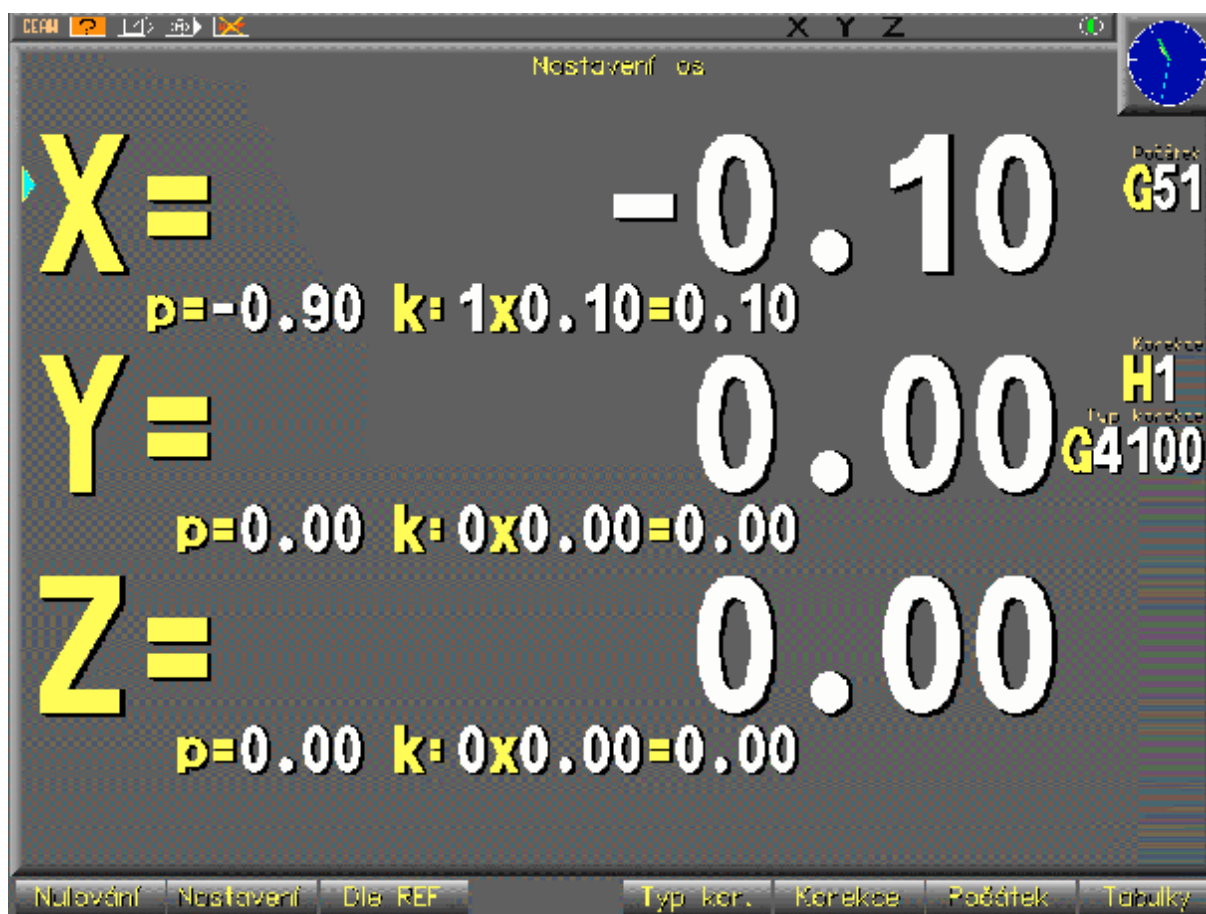 CEAM ? X Y Z
Nastavení os
X= -0.10
Počátek
G51
p=-0.90 k=1x0.10=0.10
Y= 0.00
Korekce
H1
Typ korekce
G4100
p=0.00 k=0x0.00=0.00
Z= 0.00
p=0.00 k=0x0.00=0.00
Nulování Nastavení Dle REF Typ kor. Korekce Počátek Tabulky